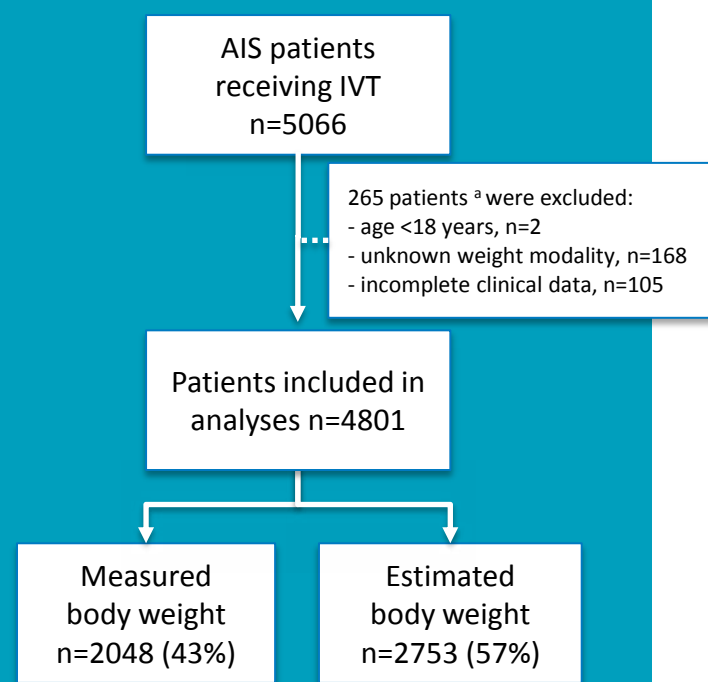 AIS patients
receiving IVT
n=5066
265 patients ᵃ were excluded:
- age <18 years, n=2
- unknown weight modality, n=168
- incomplete clinical data, n=105
Patients included in
analyses n=4801
Measured
body weight
n=2048 (43%)
Estimated
body weight
n=2753 (57%)